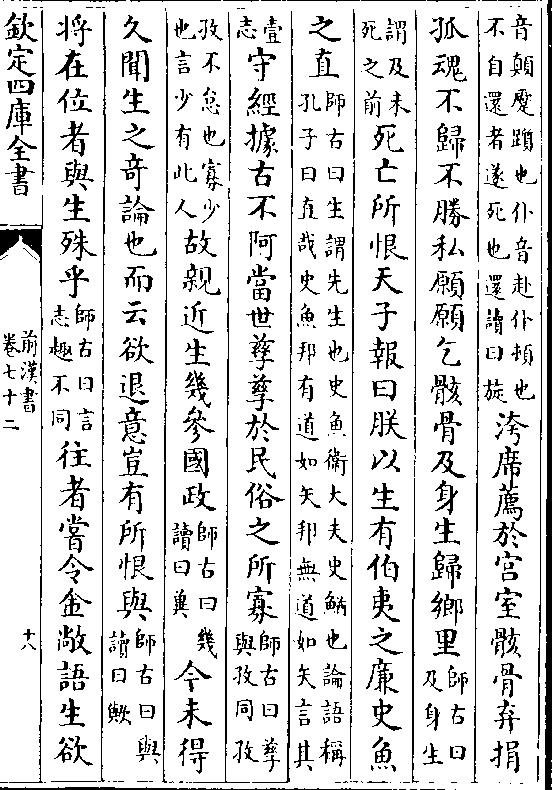 音顛蹷躓也仆音赴仆頓也
不自還者遂死也還讀曰旋
洿席薦於宮室骸骨弃捐
孤魂不歸不勝私願願乞骸骨及身生歸鄉里
師古曰
及身生
謂及未
死之前
死亡所恨天子報曰朕以生有伯夷之廉史魚
之直
師古曰生謂先生也史魚衛大夫史鰌也論語稱
孔子曰直哉史魚邦有道如矢邦無道如矢言其
壹
志
守經據古不阿當世孳孳於民俗之所寡
師古曰孳
與孜同孜
孜不怠也寡少
也言少有此人
故親近生幾參國政
師古曰幾
讀曰冀
今未得
久聞生之奇論也而云欲退意豈有所恨與
師古曰與
讀曰歟
將在位者與生殊乎
師古曰言
志趣不同
往者嘗令金敞語生欲
欽定四庫全書
前漢書
卷七十二
十八